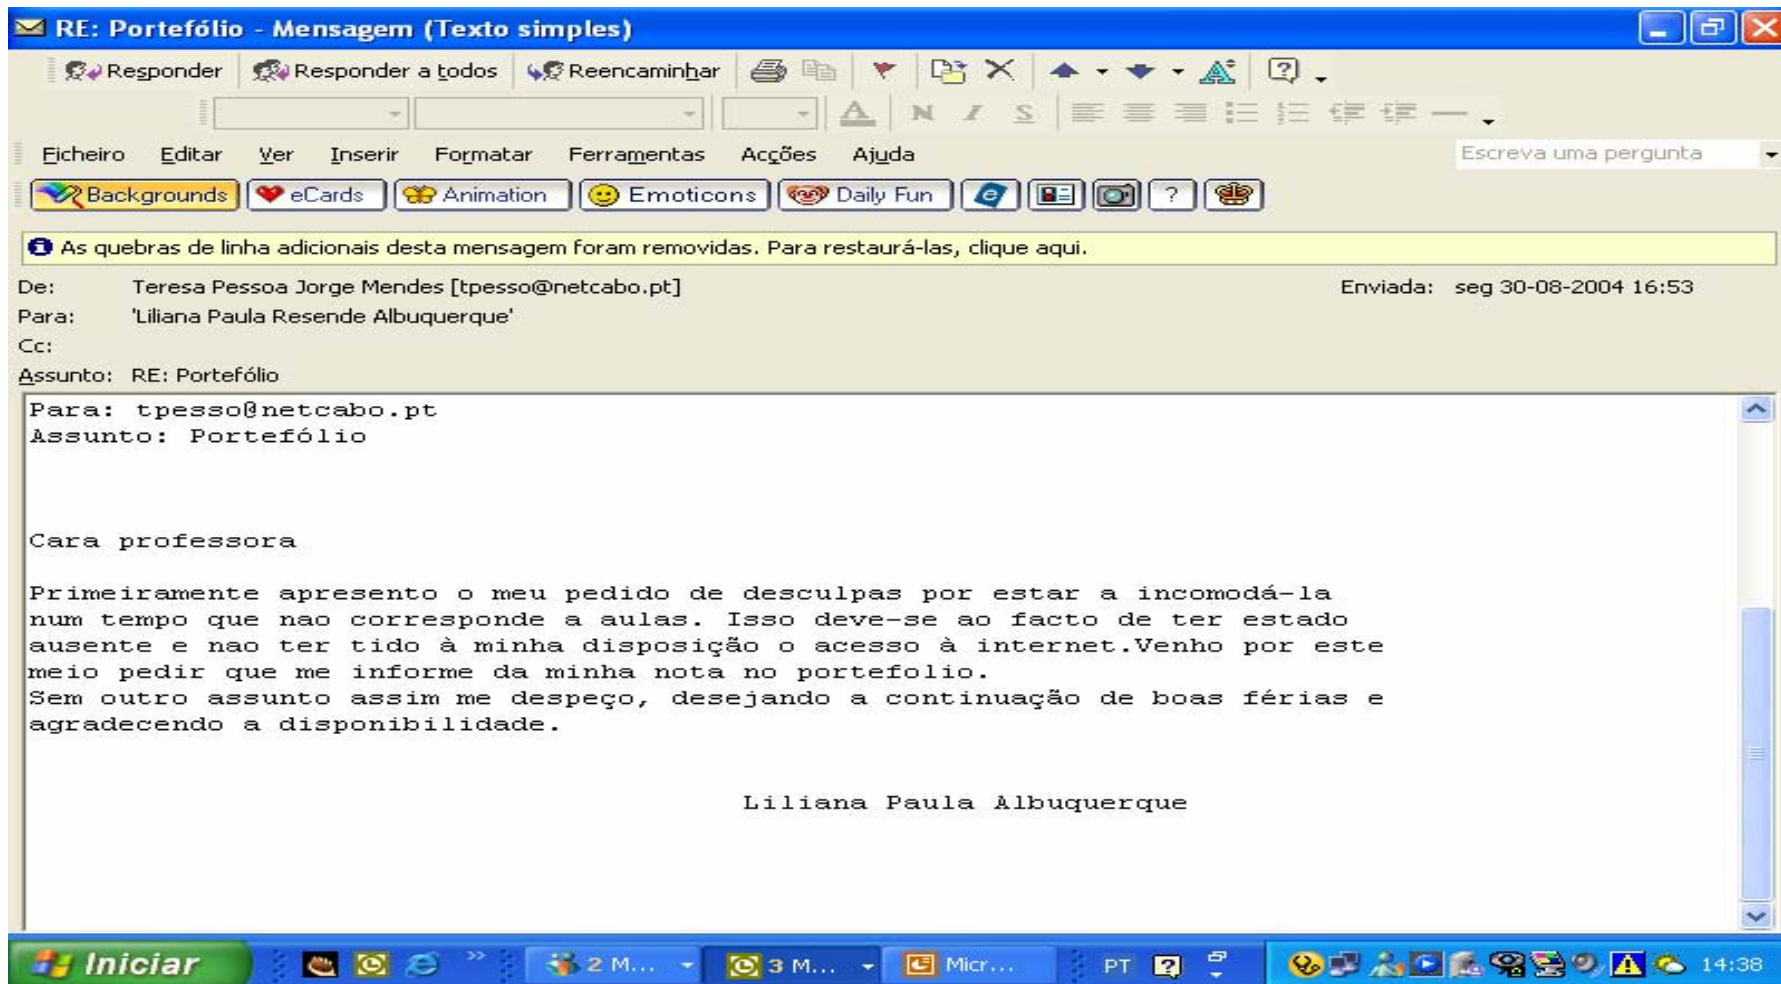 RE: Portefólio - Mensagem (Texto simples)
Responder Responder a todos Reencaminhar
A N I S
Ficheiro Editar Ver Inserir Formatar Ferramentas Acções Ajuda Escreva uma pergunta
Backgrounds eCards Animation Emoticons Daily Fun ?
As quebras de linha adicionais desta mensagem foram removidas. Para restaurá-las, clique aqui.
De: Teresa Pessoa Jorge Mendes [tpesso@netcabo.pt] Enviada: seg 30-08-2004 16:53
Para: 'Liliana Paula Resende Albuquerque'
Cc:
Assunto: RE: Portefólio
Para: tpesso@netcabo.pt
Assunto: Portefólio
Cara professora
Primeiramente apresento o meu pedido de desculpas por estar a incomodá-la
num tempo que nao corresponde a aulas. Isso deve-se ao facto de ter estado
ausente e nao ter tido à minha disposição o acesso à internet.Venho por este
meio pedir que me informe da minha nota no portefolio.
Sem outro assunto assim me despeço, desejando a continuação de boas férias e
agradecendo a disponibilidade.
Liliana Paula Albuquerque
Iniciar 2 M... 3 M... Micr... PT 14:38